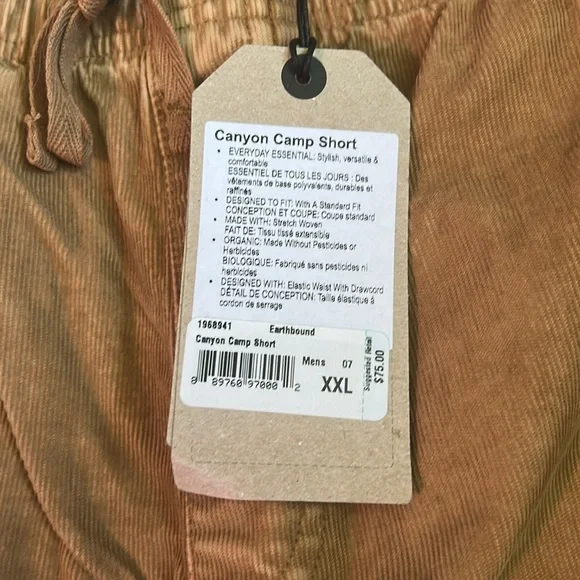 Canyon Camp Short
• EVERYDAY ESSENTIAL: Stylish, versatile &
comfortable
ESSENTIEL DE TOUS LES JOURS : Des
vêtements de base polyvalents, durables et
raffinés
• DESIGNED TO FIT: With A Standard Fit
CONCEPTION ET COUPE: Coupe standard
• MADE WITH: Stretch Woven
FAIT DE: Tissu tissé extensible
• ORGANIC: Made Without Pesticides or
Herbicides
BIOLOGIQUE: Fabriqué sans pesticides ni
herbicides
• DESIGNED WITH: Elastic Waist With Drawcord
DÉTAIL DE CONCEPTION: Taille élastique à
cordon de serrage
1968941 Earthbound
Canyon Camp Short
Mens 07
XXL
8 89760 97000 2
Suggested Retail
$75.00